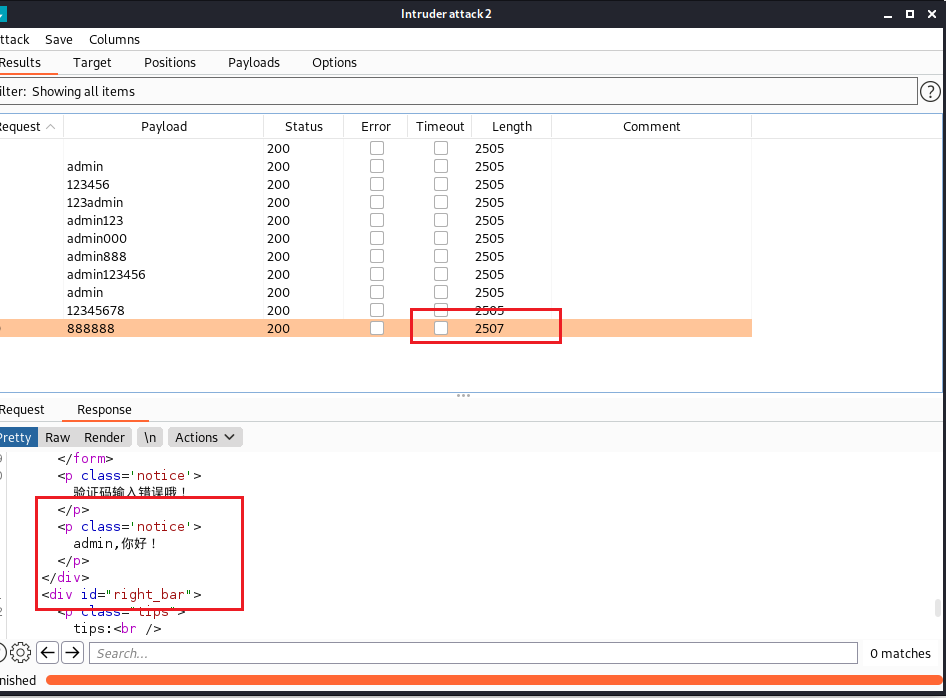 Intruder attack2
ttack Save Columns
Results Target Positions Payloads Options
ilter: Showing all items ?
Request Payload Status Error Timeout Length Comment
200 2505
admin 200 2505
123456 200 2505
123admin 200 2505
admin123 200 2505
admin000 200 2505
admin888 200 2505
admin123456 200 2505
admin 200 2505
12345678 200 2505
888888 200 2507
Request Response
Pretty Raw Render \n Actions
</form>
<p class='notice'>
验证码输入错误哦！
</p>
<p class='notice'>
admin,你好！
</p>
</div>
<div id="right_bar">
<p class="tips">
tips:<br />
Search... 0 matches
nished